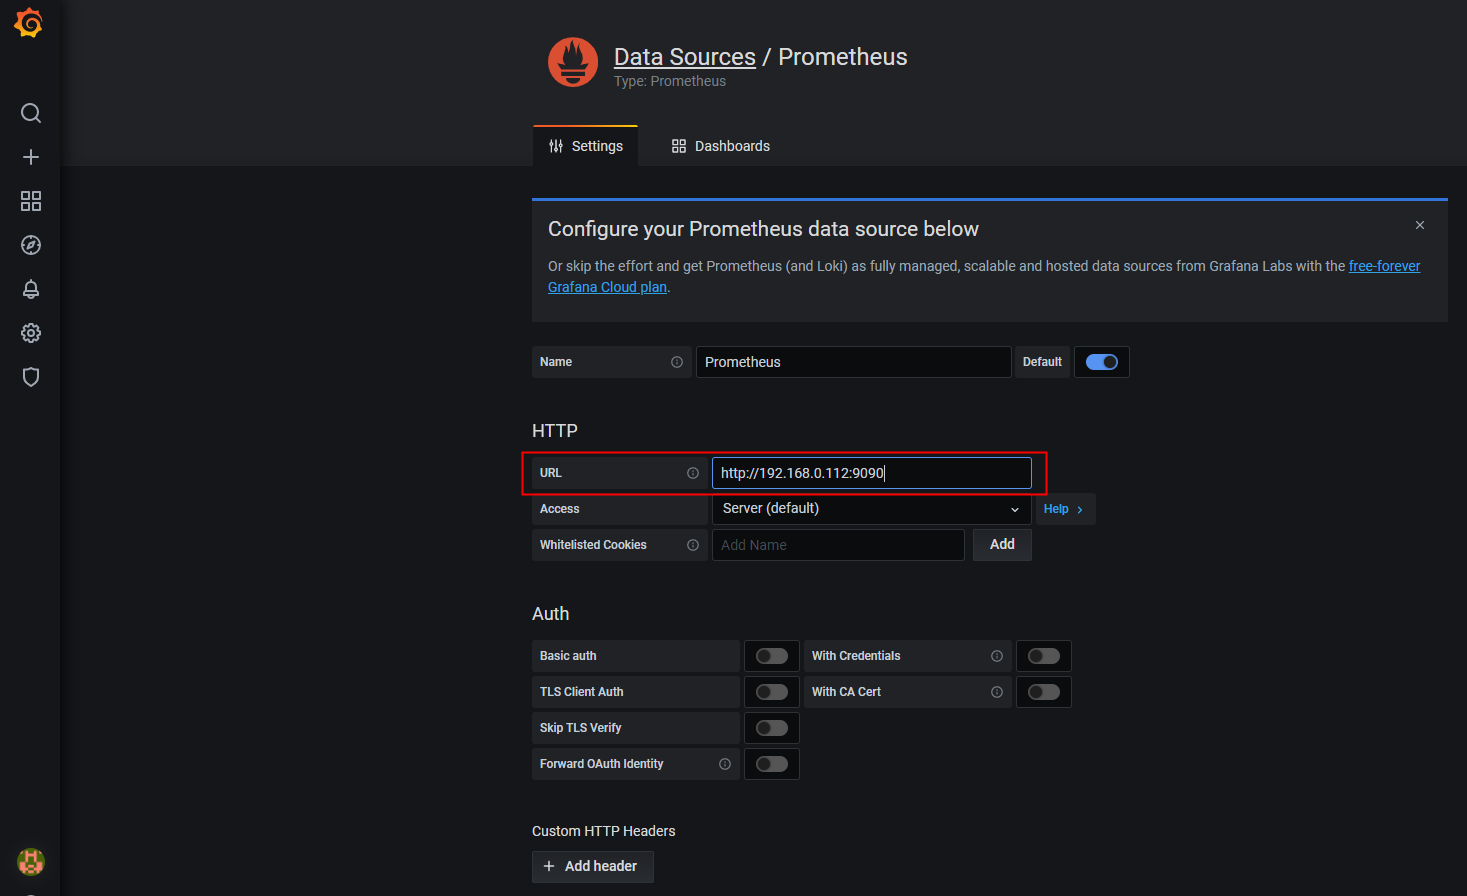 Data Sources / Prometheus
Type: Prometheus
Settings
Dashboards
Configure your Prometheus data source below
Or skip the effort and get Prometheus (and Loki) as fully managed, scalable and hosted data sources from Grafana Labs with the free-forever
Grafana Cloud plan.
Name
Prometheus
Default
HTTP
URL
http://192.168.0.112:9090
Access
Server (default)
Help
Whitelisted Cookies
Add Name
Add
Auth
Basic auth
With Credentials
TLS Client Auth
With CA Cert
Skip TLS Verify
Forward OAuth Identity
Custom HTTP Headers
Add header